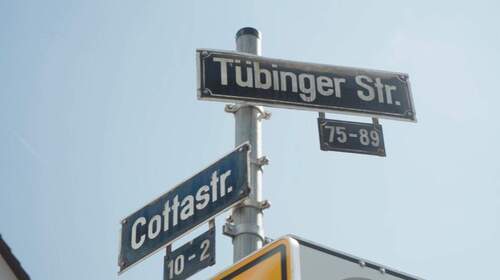 Tübinger Str.
75-89
Cottastr.
10-2